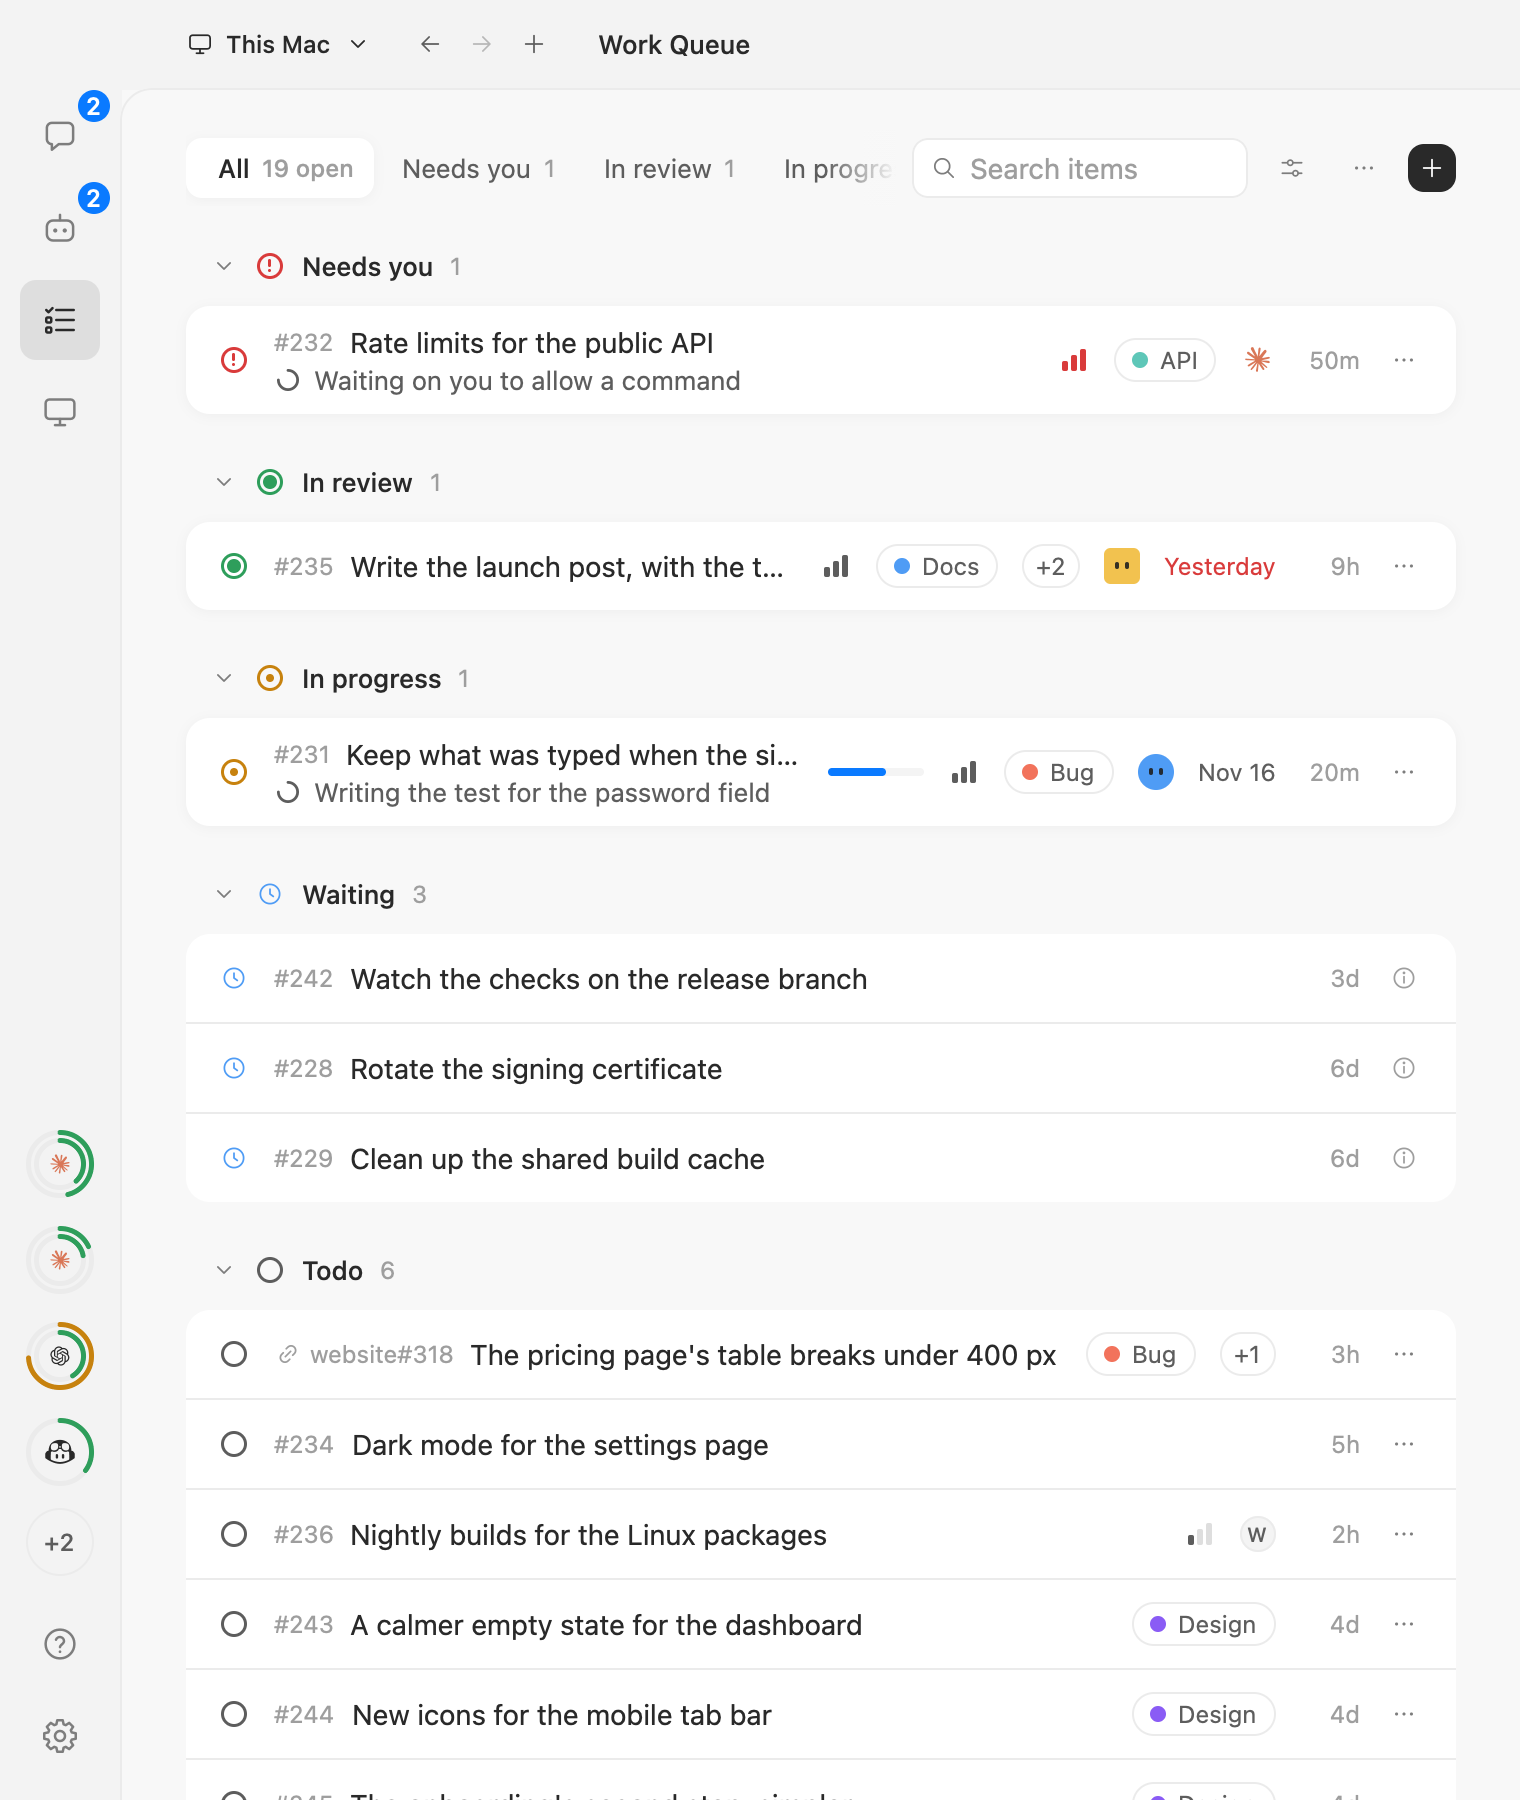 This Mac
Work Queue
2
2
All 19 open
Needs you 1
In review 1
In progre
Search items
Needs you 1
#232 Rate limits for the public API
Waiting on you to allow a command
API
50m
In review 1
#235 Write the launch post, with the t...
Docs
+2
Yesterday
9h
In progress 1
#231 Keep what was typed when the si...
Writing the test for the password field
Bug
Nov 16
20m
Waiting 3
#242 Watch the checks on the release branch
3d
#228 Rotate the signing certificate
6d
#229 Clean up the shared build cache
6d
Todo 6
website#318 The pricing page's table breaks under 400 px
Bug
+1
3h
#234 Dark mode for the settings page
5h
#236 Nightly builds for the Linux packages
W
2h
#243 A calmer empty state for the dashboard
Design
4d
#244 New icons for the mobile tab bar
Design
4d
+2